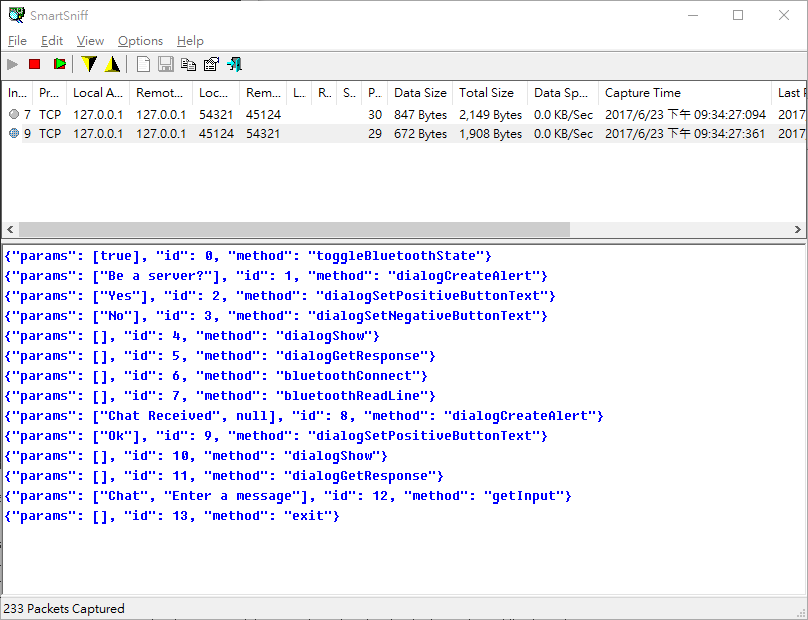 SmartSniff
File Edit View Options Help
In... Pr... Local A... Remot... Loc... Rem... L.. R.. S.. P.. Data Size Total Size Data Sp... Capture Time Last P
7 TCP 127.0.0.1 127.0.0.1 54321 45124 30 847 Bytes 2,149 Bytes 0.0 KB/Sec 2017/6/23 下午 09:34:27:094 2017
9 TCP 127.0.0.1 127.0.0.1 45124 54321 29 672 Bytes 1,908 Bytes 0.0 KB/Sec 2017/6/23 下午 09:34:27:361 2017
{"params": [true], "id": 0, "method": "toggleBluetoothState"}
{"params": ["Be a server?"], "id": 1, "method": "dialogCreateAlert"}
{"params": ["Yes"], "id": 2, "method": "dialogSetPositiveButtonText"}
{"params": ["No"], "id": 3, "method": "dialogSetNegativeButtonText"}
{"params": [], "id": 4, "method": "dialogShow"}
{"params": [], "id": 5, "method": "dialogGetResponse"}
{"params": [], "id": 6, "method": "bluetoothConnect"}
{"params": [], "id": 7, "method": "bluetoothReadLine"}
{"params": ["Chat Received", null], "id": 8, "method": "dialogCreateAlert"}
{"params": ["Ok"], "id": 9, "method": "dialogSetPositiveButtonText"}
{"params": [], "id": 10, "method": "dialogShow"}
{"params": [], "id": 11, "method": "dialogGetResponse"}
{"params": ["Chat", "Enter a message"], "id": 12, "method": "getInput"}
{"params": [], "id": 13, "method": "exit"}
233 Packets Captured